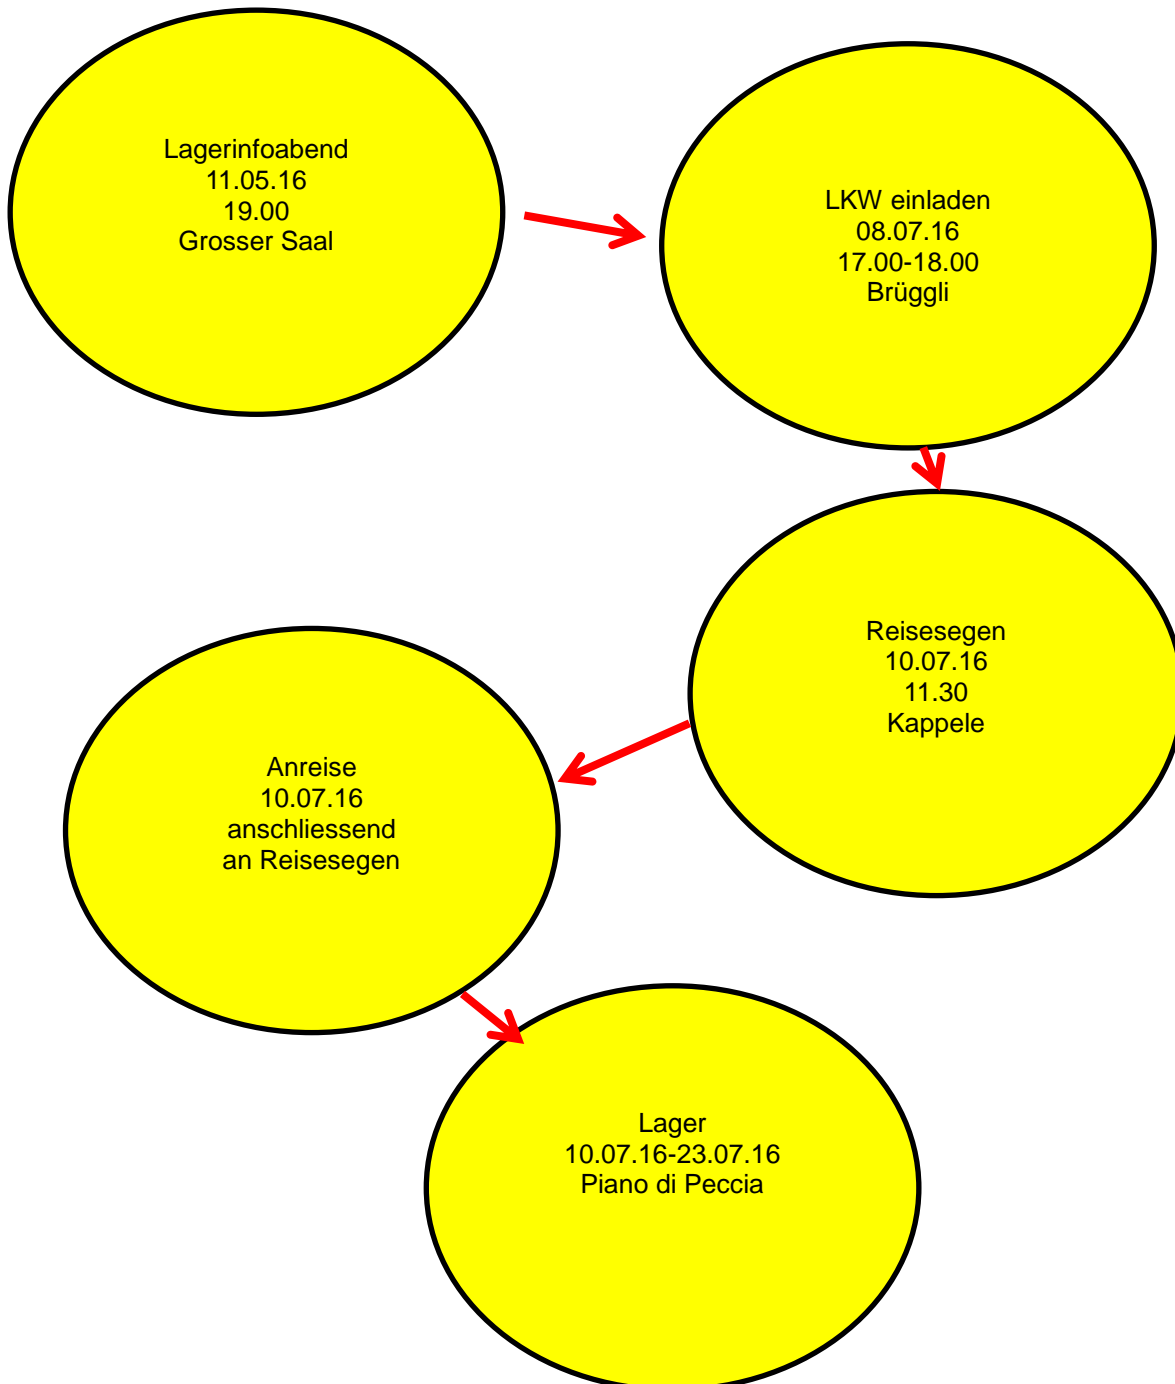 Lagerinfoabend
11.05.16
19.00
Grosser Saal
LKW einladen
08.07.16
17.00-18.00
Brüggli
Reisesegen
10.07.16
11.30
Kappele
Anreise
10.07.16
anschliessend
an Reisesegen
Lager
10.07.16-23.07.16
Piano di Peccia